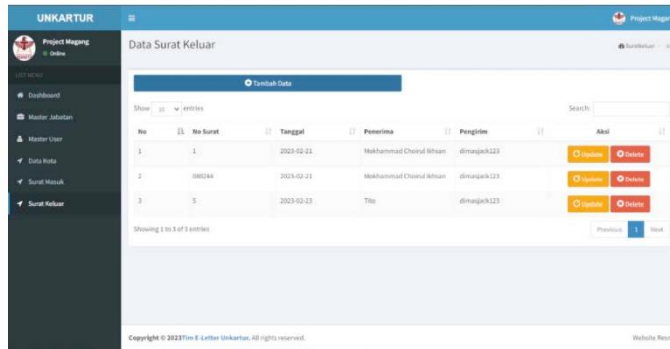 UNKARTUR
Project Magang
Project Magang
Online
Data Surat Keluar
LIST MENU
Dashboard
Master Jabatan
Master User
Data Kota
Surat Masuk
Surat Keluar
Tambah Data
Show 10 entries
Search:
No No Surat Tanggal Penerima Pengirim Aksi
1 1 2023-02-21 Mokhammad Choirul Ikhsan dimasjack123 Update Delete
2 2023-02-21 Mokhammad Choirul Ikhsan dimasjack123 Update Delete
3 5 2023-02-23 Tito dimasjack123 Update Delete
Showing 1 to 3 of 3 entries
Previous 1 Next
Copyright © 2023 Tim E-Letter Unkartur. All rights reserved.
Website